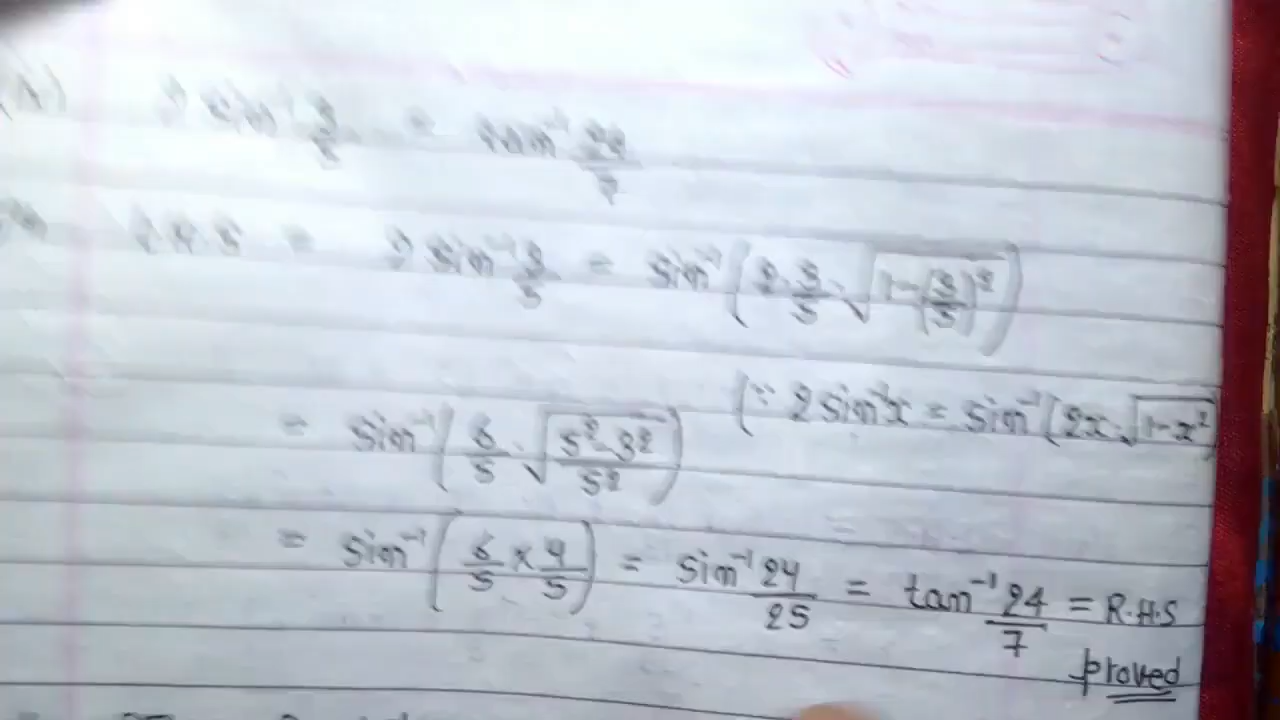 2 sin⁻¹ 3/5 = tan⁻¹ 24/7
L.H.S = 2 sin⁻¹ 3/5 = sin⁻¹ (2·3/5·√(1-(3/5)²))
(∵ 2 sin⁻¹x = sin⁻¹ (2x·√(1-x²)
= sin⁻¹ (6/5·√((5²-3²)/5²))
= sin⁻¹ (6/5 × 4/5) = sin⁻¹ 24/25 = tan⁻¹ 24/7 = R.H.S
proved